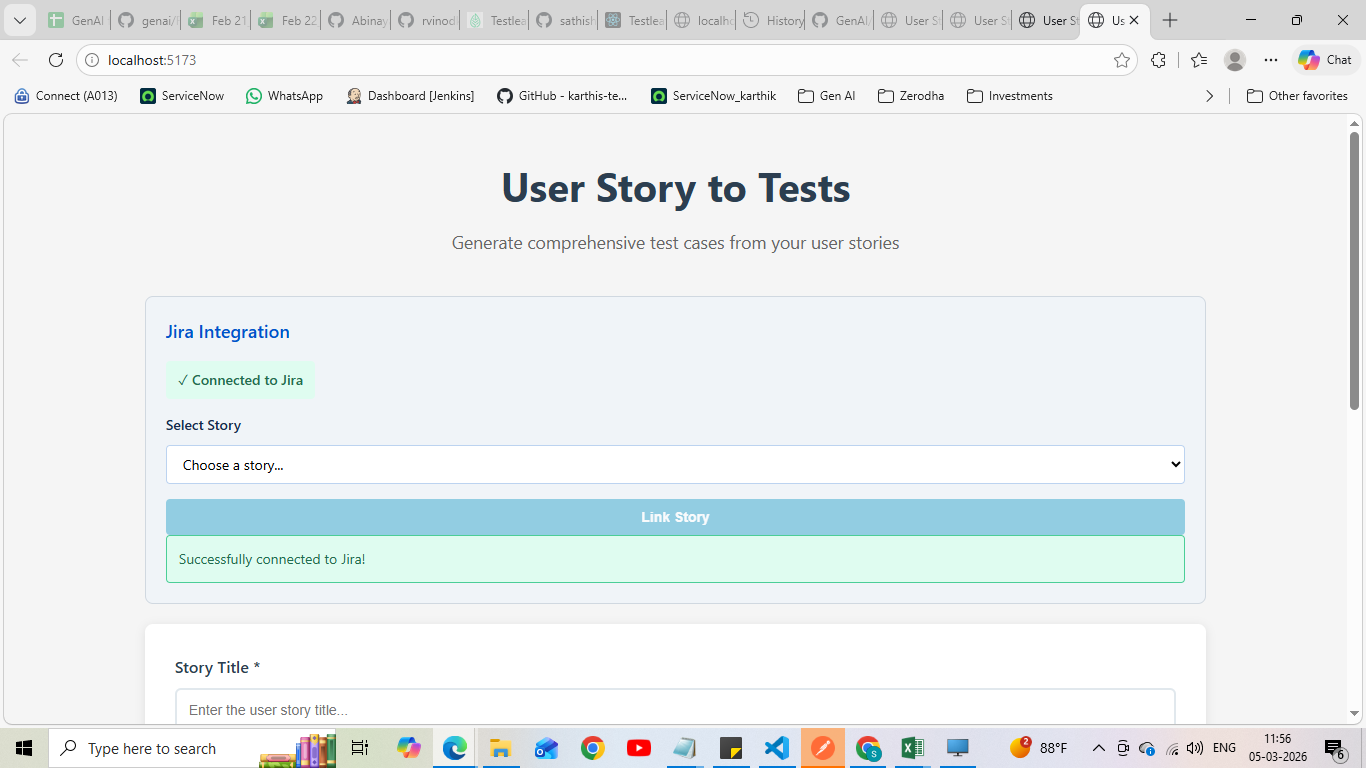 GenAI
genai/i
Feb 21
Feb 22
Abinay
rvinod
Testlea
sathish
Testlea
localho
History
GenAI
User St
User St
User St
Us
localhost:5173
Chat
Connect (A013)
ServiceNow
WhatsApp
Dashboard [Jenkins]
GitHub - karthis-te...
ServiceNow_karthik
Gen AI
Zerodha
Investments
Other favorites
User Story to Tests
Generate comprehensive test cases from your user stories
Jira Integration
✓ Connected to Jira
Select Story
Choose a story...
Link Story
Successfully connected to Jira!
Story Title *
Enter the user story title...
Type here to search
2
88°F
ENG
11:56
05-03-2026
6